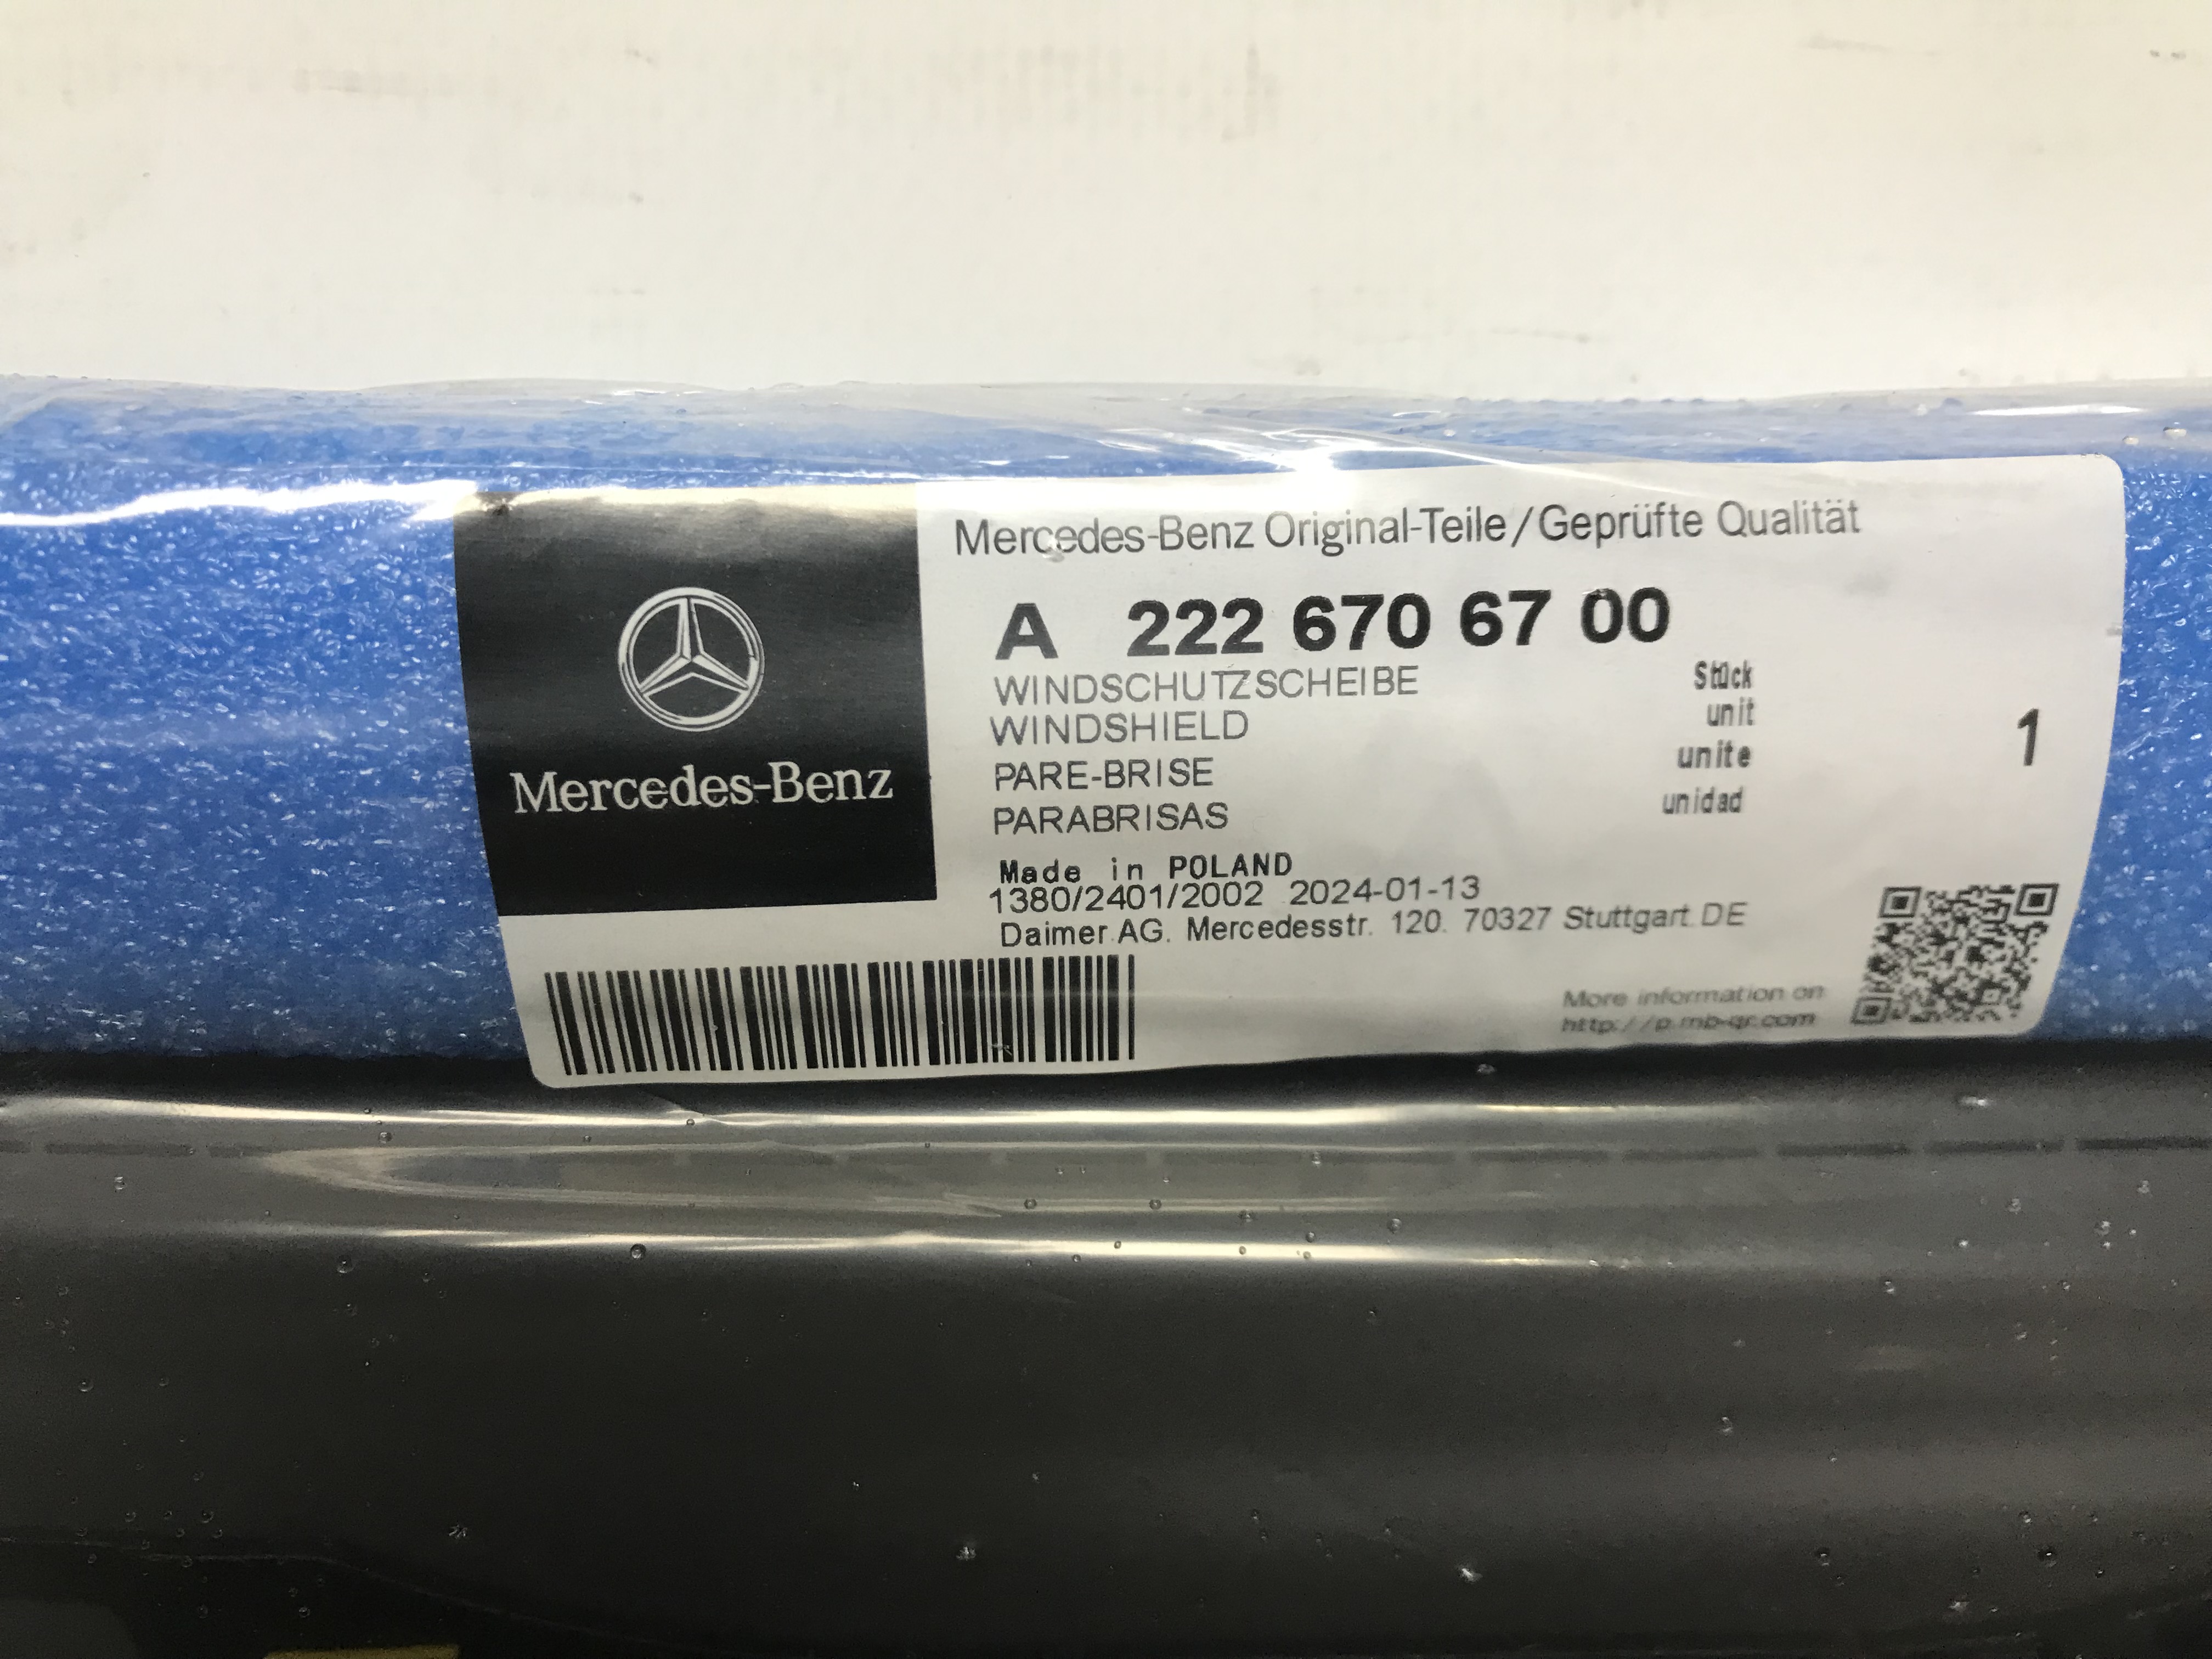 Mercedes-Benz
Mercedes-Benz Original-Teile/Geprüfte Qualität
A 222 670 67 00
WINDSCHUTZSCHEIBE Stück
WINDSHIELD unit
PARE-BRISE unite 1
PARABRISAS unidad
Made in POLAND
1380/2401/2002 2024-01-13
Daimer AG. Mercedesstr. 120. 70327 Stuttgart DE
More information on
http://p.mb-qr.com